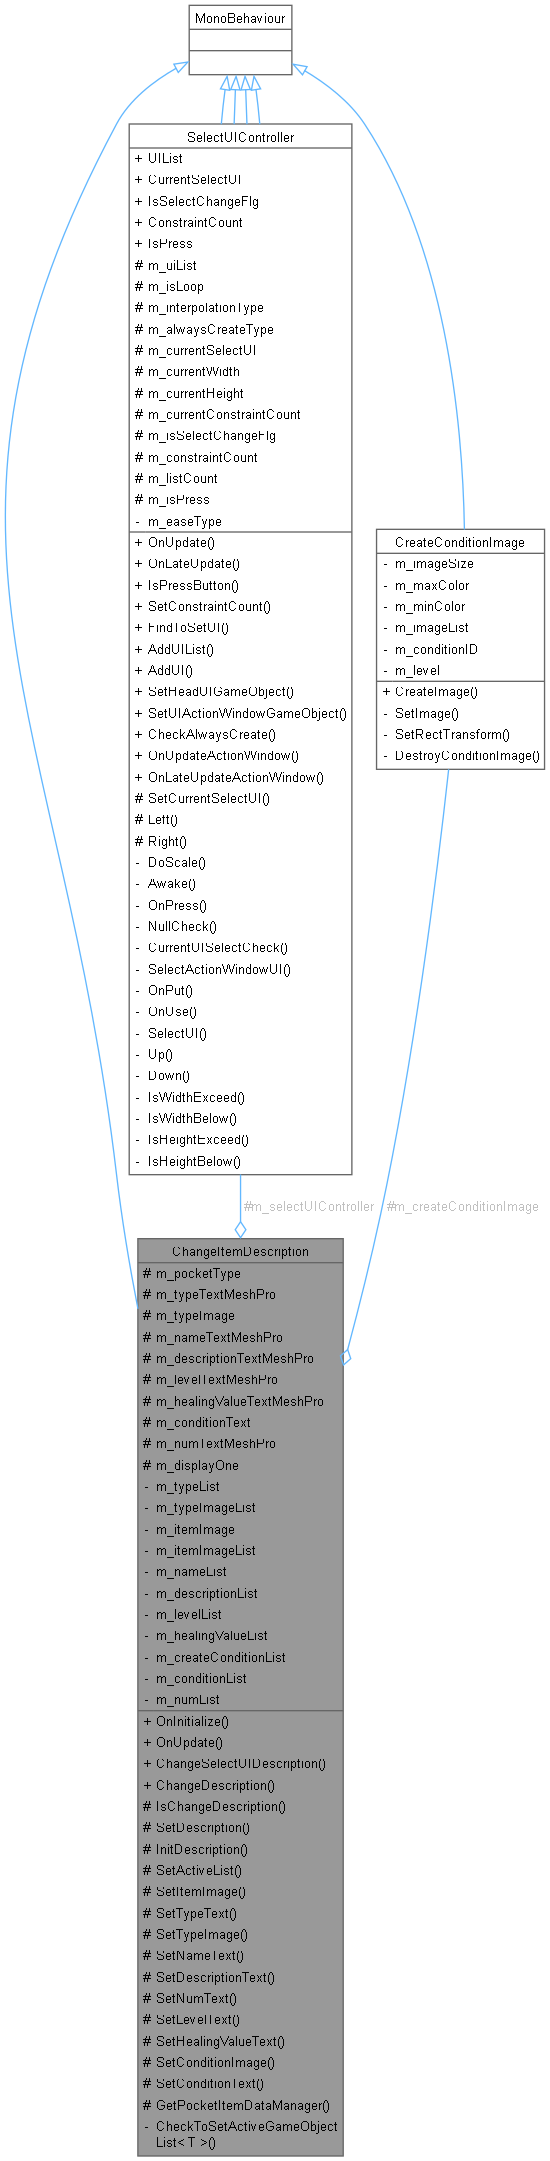 MonoBehaviour
SelectUIController
+ UIList
+ CurrentSelectUI
+ IsSelectChangeFlg
+ ConstraintCount
+ IsPress
# m_uiList
# m_isLoop
# m_interpolationType
# m_alwaysCreateType
# m_currentSelectUI
# m_currentWidth
# m_currentHeight
# m_currentConstraintCount
# m_isSelectChangeFlg
# m_constraintCount
# m_listCount
# m_isPress
- m_easeType
+ OnUpdate()
+ OnLateUpdate()
+ IsPressButton()
+ SetConstraintCount()
+ FindToSetUI()
+ AddUIList()
+ AddUI()
+ SetHeadUIGameObject()
+ SetUIActionWindowGameObject()
+ CheckAlwaysCreate()
+ OnUpdateActionWindow()
+ OnLateUpdateActionWindow()
# SetCurrentSelectUI()
# Left()
# Right()
- DoScale()
- Awake()
- OnPress()
- NullCheck()
- CurrentUISelectCheck()
- SelectActionWindowUI()
- OnPut()
- OnUse()
- SelectUI()
- Up()
- Down()
- IsWidthExceed()
- IsWidthBelow()
- IsHeightExceed()
- IsHeightBelow()
CreateConditionImage
- m_imageSize
- m_maxColor
- m_minColor
- m_imageList
- m_conditionID
- m_level
+ CreateImage()
- SetImage()
- SetRectTransform()
- DestroyConditionImage()
#m_selectUIController
#m_createConditionImage
ChangeItemDescription
# m_pocketType
# m_typeTextMeshPro
# m_typeImage
# m_nameTextMeshPro
# m_descriptionTextMeshPro
# m_levelTextMeshPro
# m_healingValueTextMeshPro
# m_conditionText
# m_numTextMeshPro
# m_displayOne
- m_typeList
- m_typeImageList
- m_itemImage
- m_itemImageList
- m_nameList
- m_descriptionList
- m_levelList
- m_healingValueList
- m_createConditionList
- m_conditionList
- m_numList
+ OnInitialize()
+ OnUpdate()
+ ChangeSelectUIDescription()
+ ChangeDescription()
# IsChangeDescription()
# SetDescription()
# InitDescription()
# SetActiveList()
# SetItemImage()
# SetTypeText()
# SetTypeImage()
# SetNameText()
# SetDescriptionText()
# SetNumText()
# SetLevelText()
# SetHealingValueText()
# SetConditionImage()
# SetConditionText()
# GetPocketItemDataManager()
- CheckToSetActiveGameObject
List< T >()